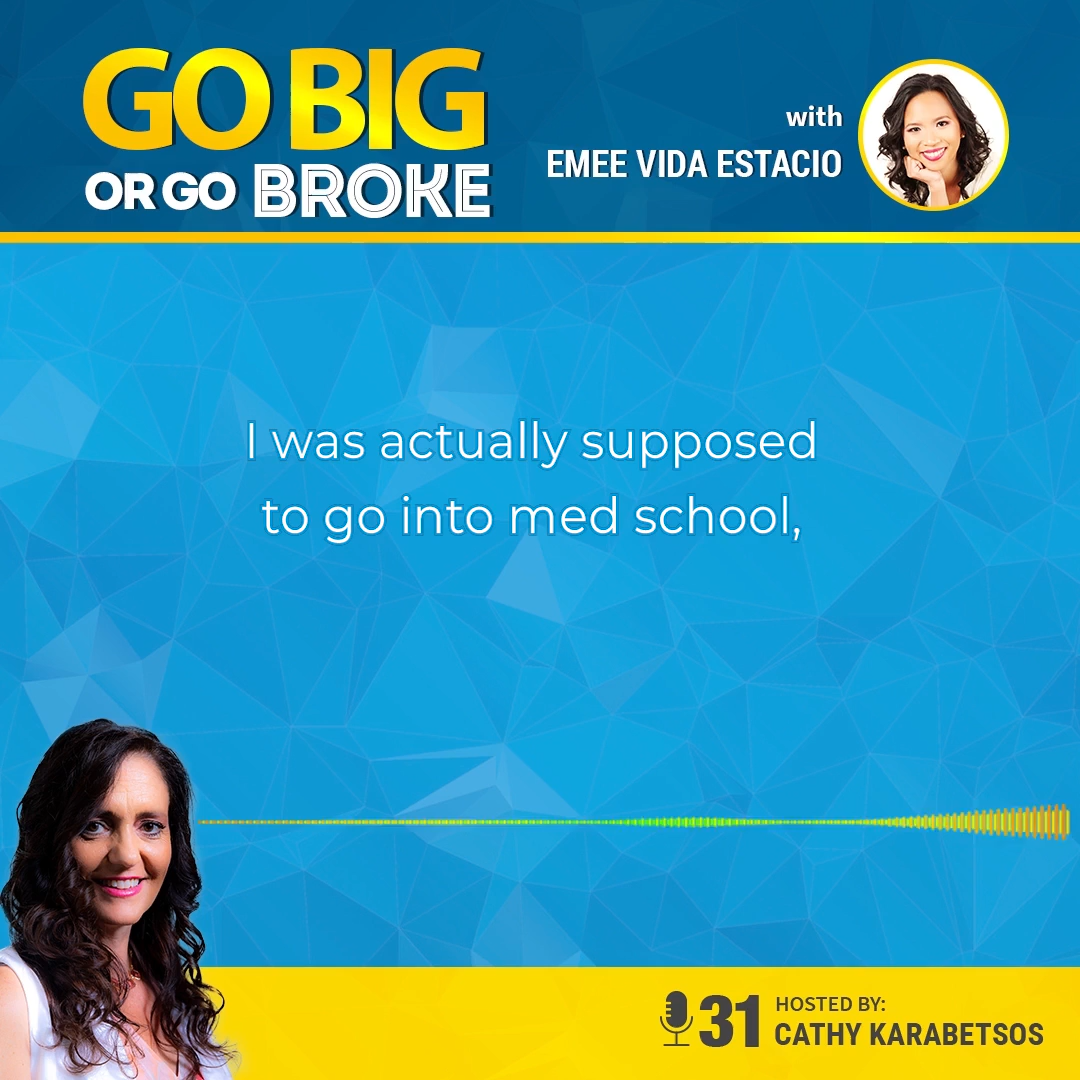 GO BIG
OR GO BROKE
with
EMEE VIDA ESTACIO
I was actually supposed
to go into med school,
31
HOSTED BY:
CATHY KARABETSOS